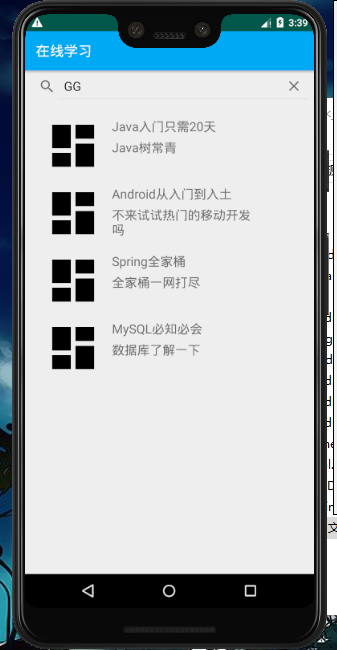 3:39
在线学习
GG
Java入门只需20天
Java树常青
Android从入门到入土
不来试试热门的移动开发
吗
Spring全家桶
全家桶一网打尽
MySQL必知必会
数据库了解一下